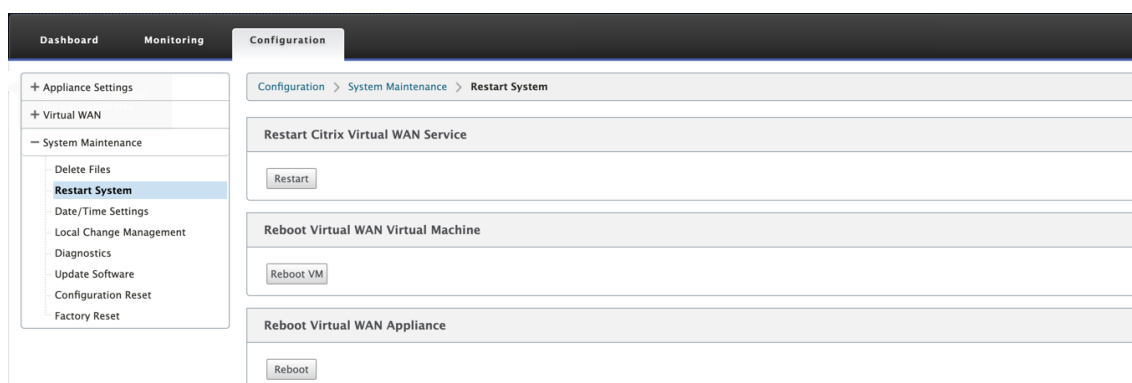 Dashboard Monitoring Configuration
+ Appliance Settings
+ Virtual WAN
− System Maintenance
Delete Files
Restart System
Date/Time Settings
Local Change Management
Diagnostics
Update Software
Configuration Reset
Factory Reset
Configuration > System Maintenance > Restart System
Restart Citrix Virtual WAN Service
Restart
Reboot Virtual WAN Virtual Machine
Reboot VM
Reboot Virtual WAN Appliance
Reboot